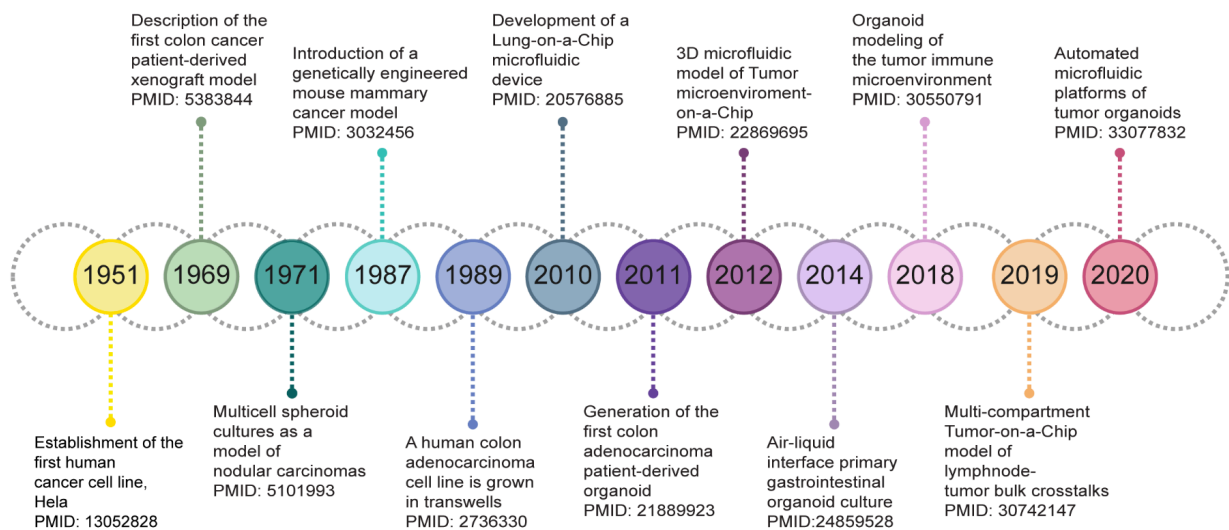 Description of the
first colon cancer
patient-derived
xenograft model
PMID: 5383844
Introduction of a
genetically engineered
mouse mammary
cancer model
PMID: 3032456
Development of a
Lung-on-a-Chip
microfluidic
device
PMID: 20576885
3D microfluidic
model of Tumor
microenviroment-
on-a-Chip
PMID: 22869695
Organoid
modeling of
the tumor immune
microenvironment
PMID: 30550791
Automated
microfluidic
platforms of
tumor organoids
PMID: 33077832
1951
1969
1971
1987
1989
2010
2011
2012
2014
2018
2019
2020
Establishment of the
first human
cancer cell line,
Hela
PMID: 13052828
Multicell spheroid
cultures as a
model of
nodular carcinomas
PMID: 5101993
A human colon
adenocarcinoma
cell line is grown
in transwells
PMID: 2736330
Generation of the
first colon
adenocarcinoma
patient-derived
organoid
PMID: 21889923
Air-liquid
interface primary
gastrointestinal
organoid culture
PMID:24859528
Multi-compartment
Tumor-on-a-Chip
model of
lymphnode-
tumor bulk crosstalks
PMID: 30742147